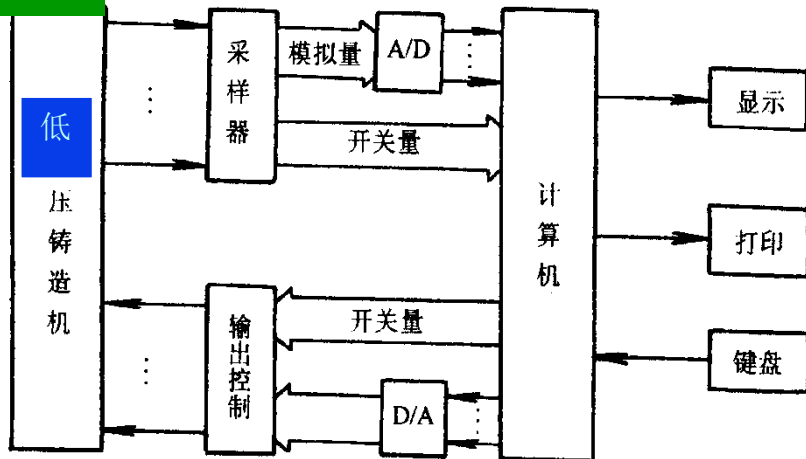 低压铸造机
采样器
模拟量
A/D
开关量
计算机
显示
打印
键盘
输出控制
开关量
D/A